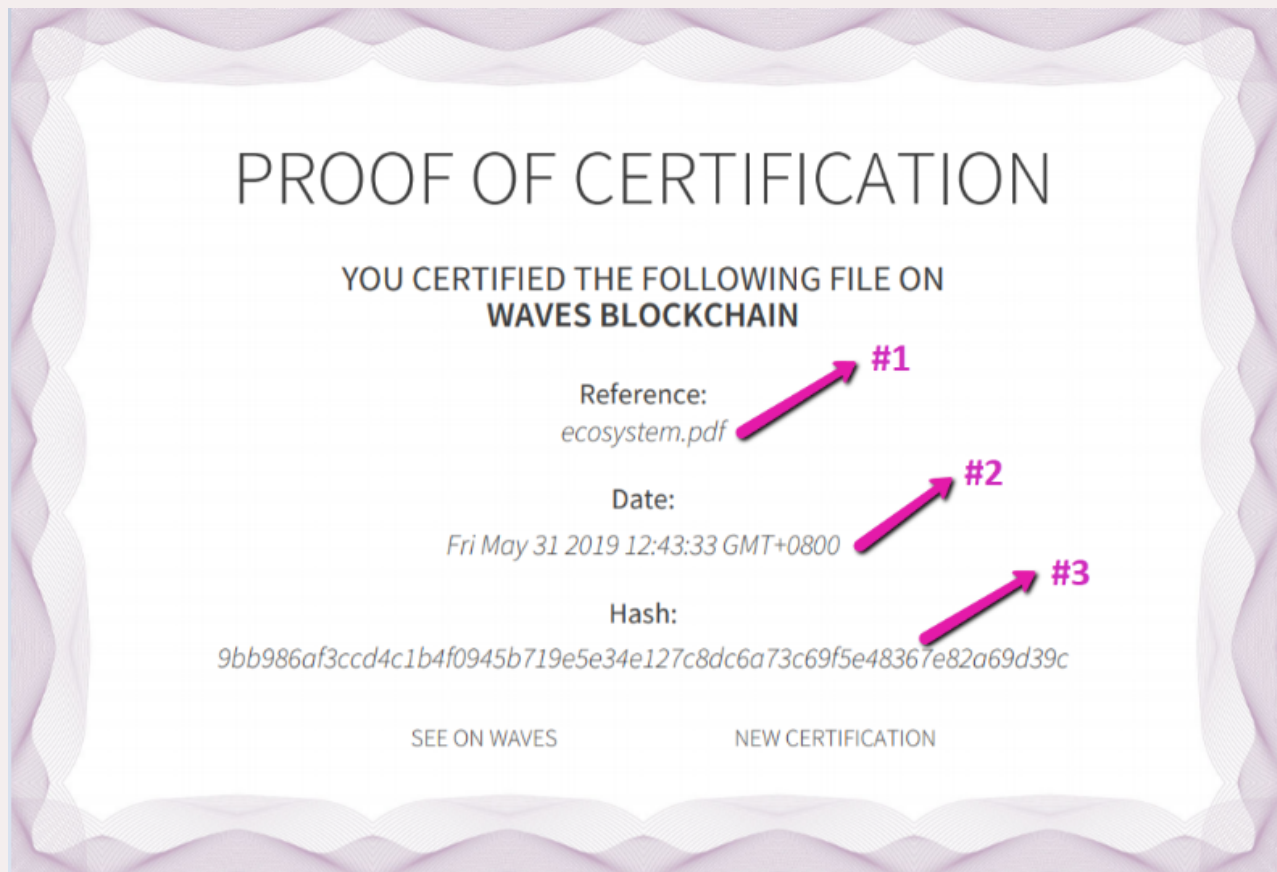 PROOF OF CERTIFICATION
YOU CERTIFIED THE FOLLOWING FILE ON
WAVES BLOCKCHAIN
#1
Reference:
ecosystem.pdf
#2
Date:
Fri May 31 2019 12:43:33 GMT+0800
#3
Hash:
9bb986af3ccd4c1b4f0945b719e5e34e127c8dc6a73c69f5e48367e82a69d39c
SEE ON WAVES NEW CERTIFICATION